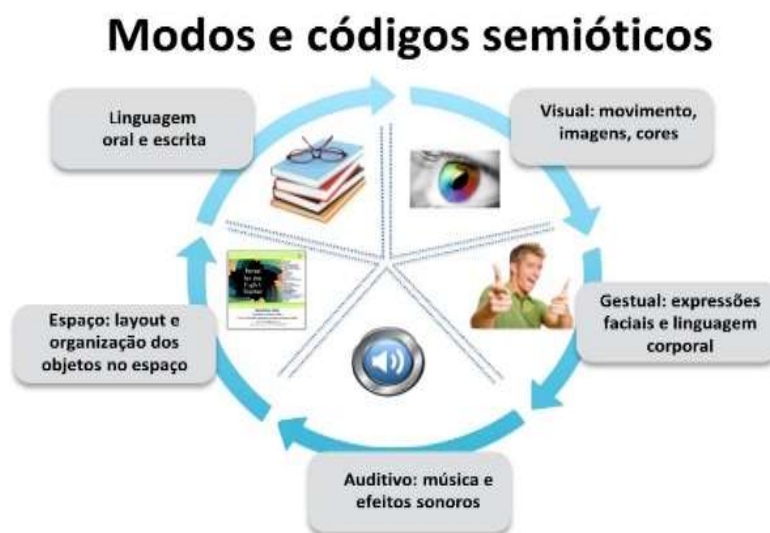 Modos e códigos semióticos
Linguagem
oral e escrita
Visual: movimento,
imagens, cores
Gestual: expressões
faciais e linguagem
corporal
Espaço: layout e
organização dos
objetos no espaço
Auditivo: música e
efeitos sonoros